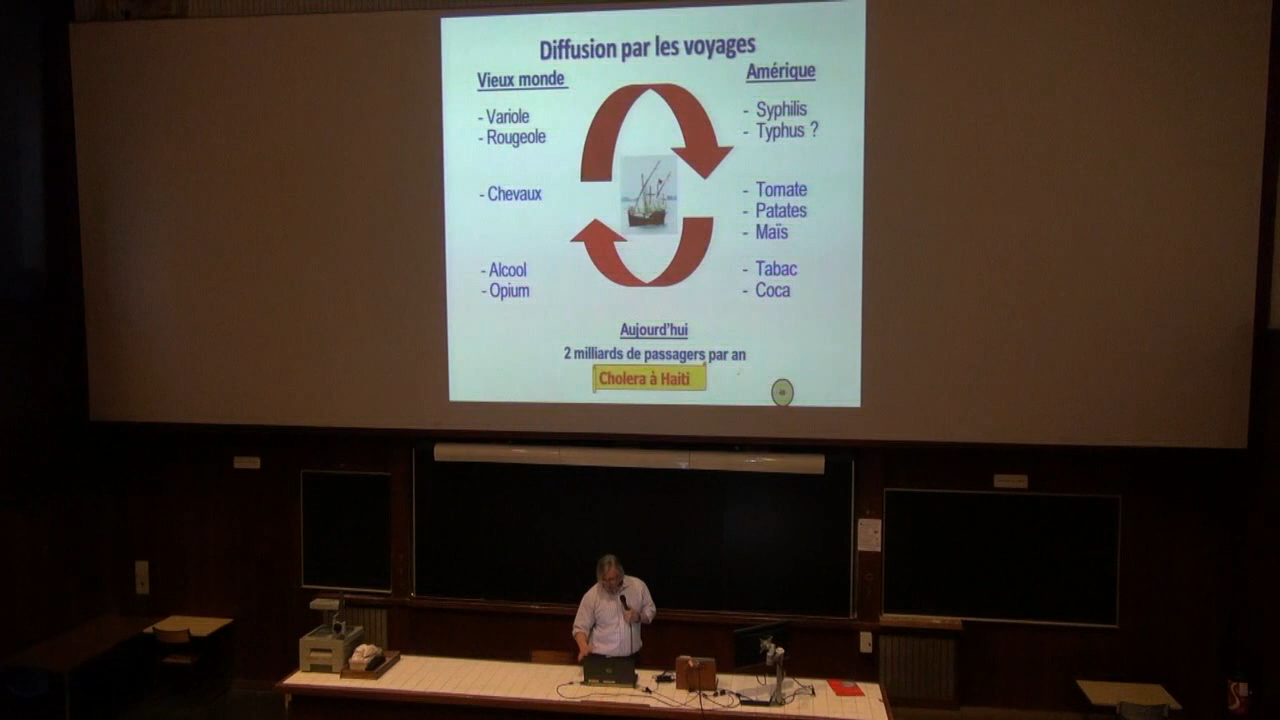 Diffusion par les voyages
Vieux monde
- Variole
- Rougeole
- Chevaux
- Alcool
- Opium
Amérique
- Syphilis
- Typhus ?
- Tomate
- Patates
- Maïs
- Tabac
- Coca
Aujourd'hui
2 milliards de passagers par an
Cholera à Haiti